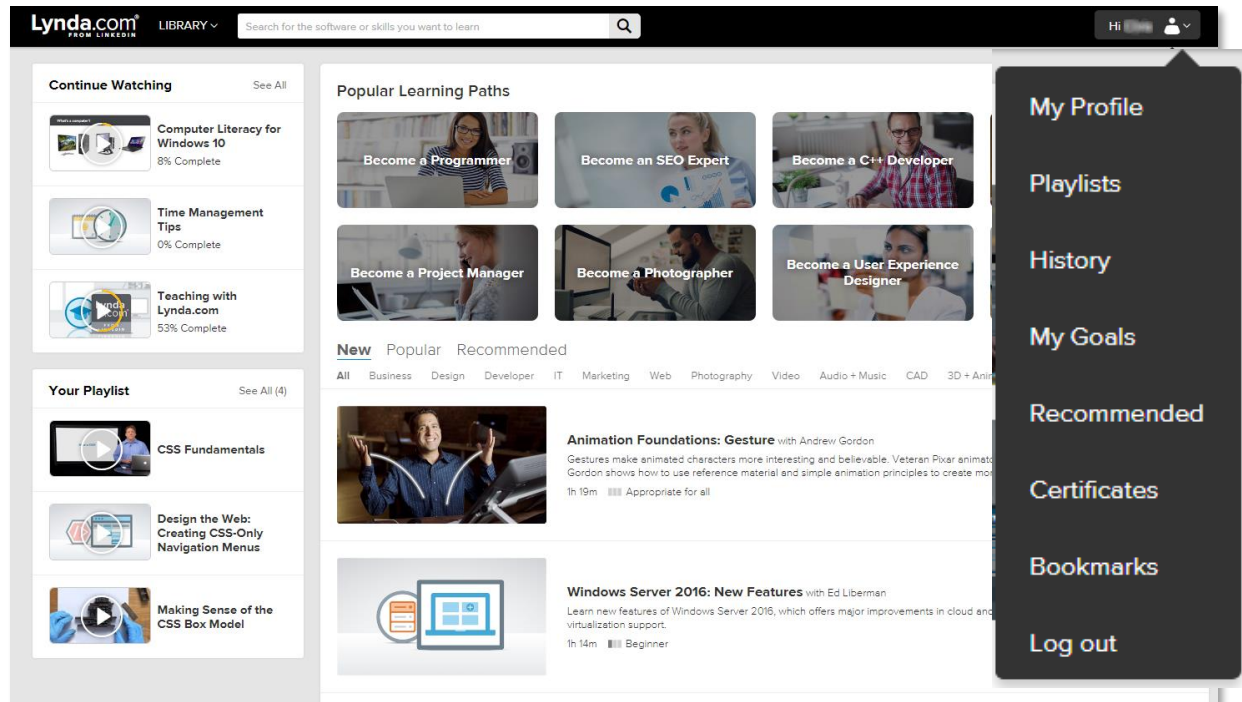 Lynda.com®
FROM LINKEDIN
LIBRARY
Search for the software or skills you want to learn
Hi
Continue Watching
See All
What's a computer?
Computer Literacy for
Windows 10
8% Complete
Time Management
Tips
0% Complete
Teaching with
Lynda.com
53% Complete
Your Playlist
See All (4)
CSS Fundamentals
Design the Web:
Creating CSS-Only
Navigation Menus
Making Sense of the
CSS Box Model
Popular Learning Paths
Become a Programmer
Become an SEO Expert
Become a C++ Developer
Become a Project Manager
Become a Photographer
Become a User Experience
Designer
New Popular Recommended
All Business Design Developer IT Marketing Web Photography Video Audio + Music CAD 3D +
Animation Foundations: Gesture with Andrew Gordon
Gestures make animated characters more interesting and believable. Veteran Pixar
Gordon shows how to use reference material and simple animation principles to create
1h 19m Appropriate for all
Windows Server 2016: New Features with Ed Liberman
Learn new features of Windows Server 2016, which offers major improvements in cloud and
virtualization support.
1h 14m Beginner
My Profile
Playlists
History
My Goals
Recommended
Certificates
Bookmarks
Log out